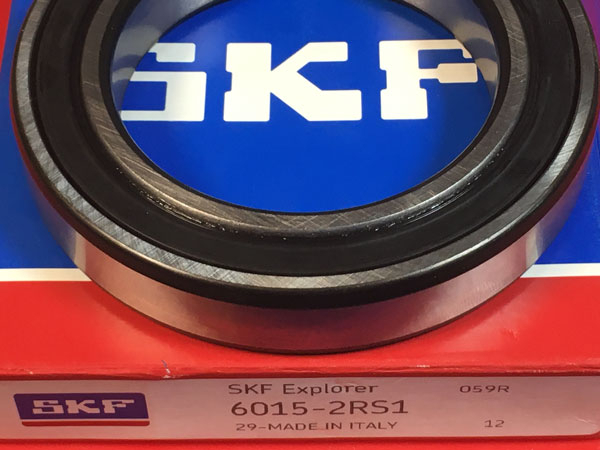 SKF
SKF Explorer
059R
SKF
6015-2RS1
29-MADE IN ITALY
12